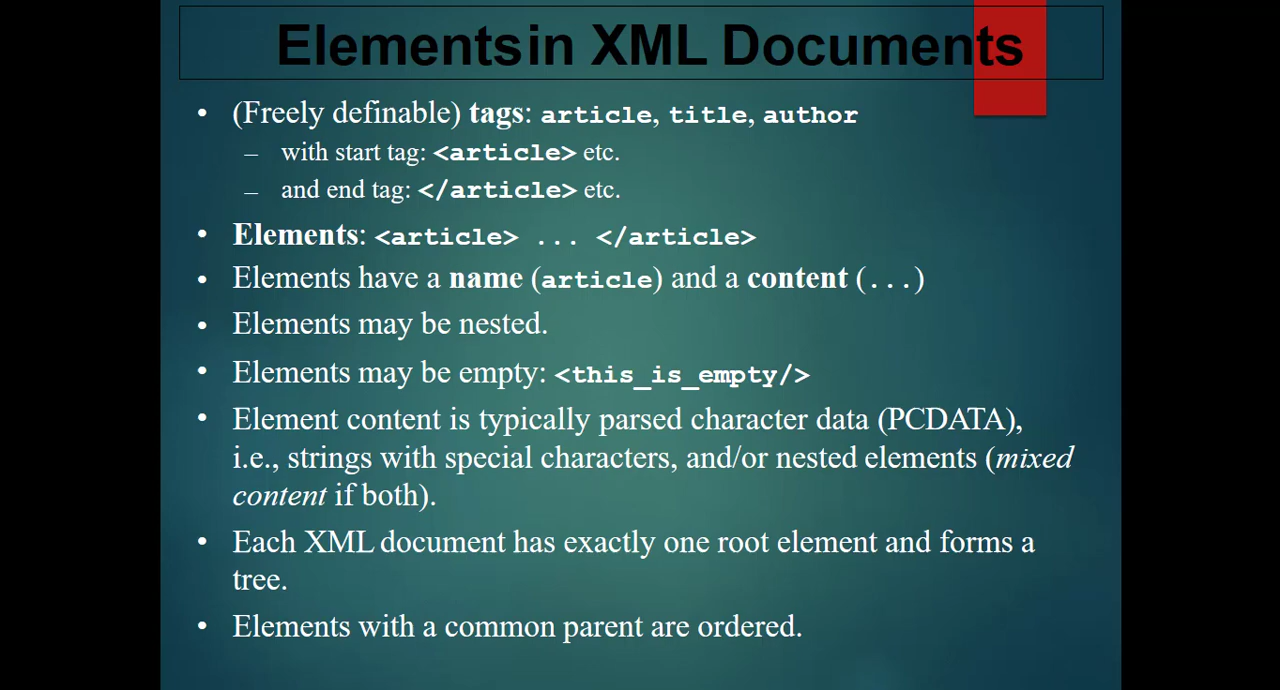 Elements in XML Documents
• (Freely definable) tags: article, title, author
– with start tag: <article> etc.
– and end tag: </article> etc.
• Elements: <article> ... </article>
• Elements have a name (article) and a content (...)
• Elements may be nested.
• Elements may be empty: <this_is_empty/>
• Element content is typically parsed character data (PCDATA),
i.e., strings with special characters, and/or nested elements (mixed
content if both).
• Each XML document has exactly one root element and forms a
tree.
• Elements with a common parent are ordered.